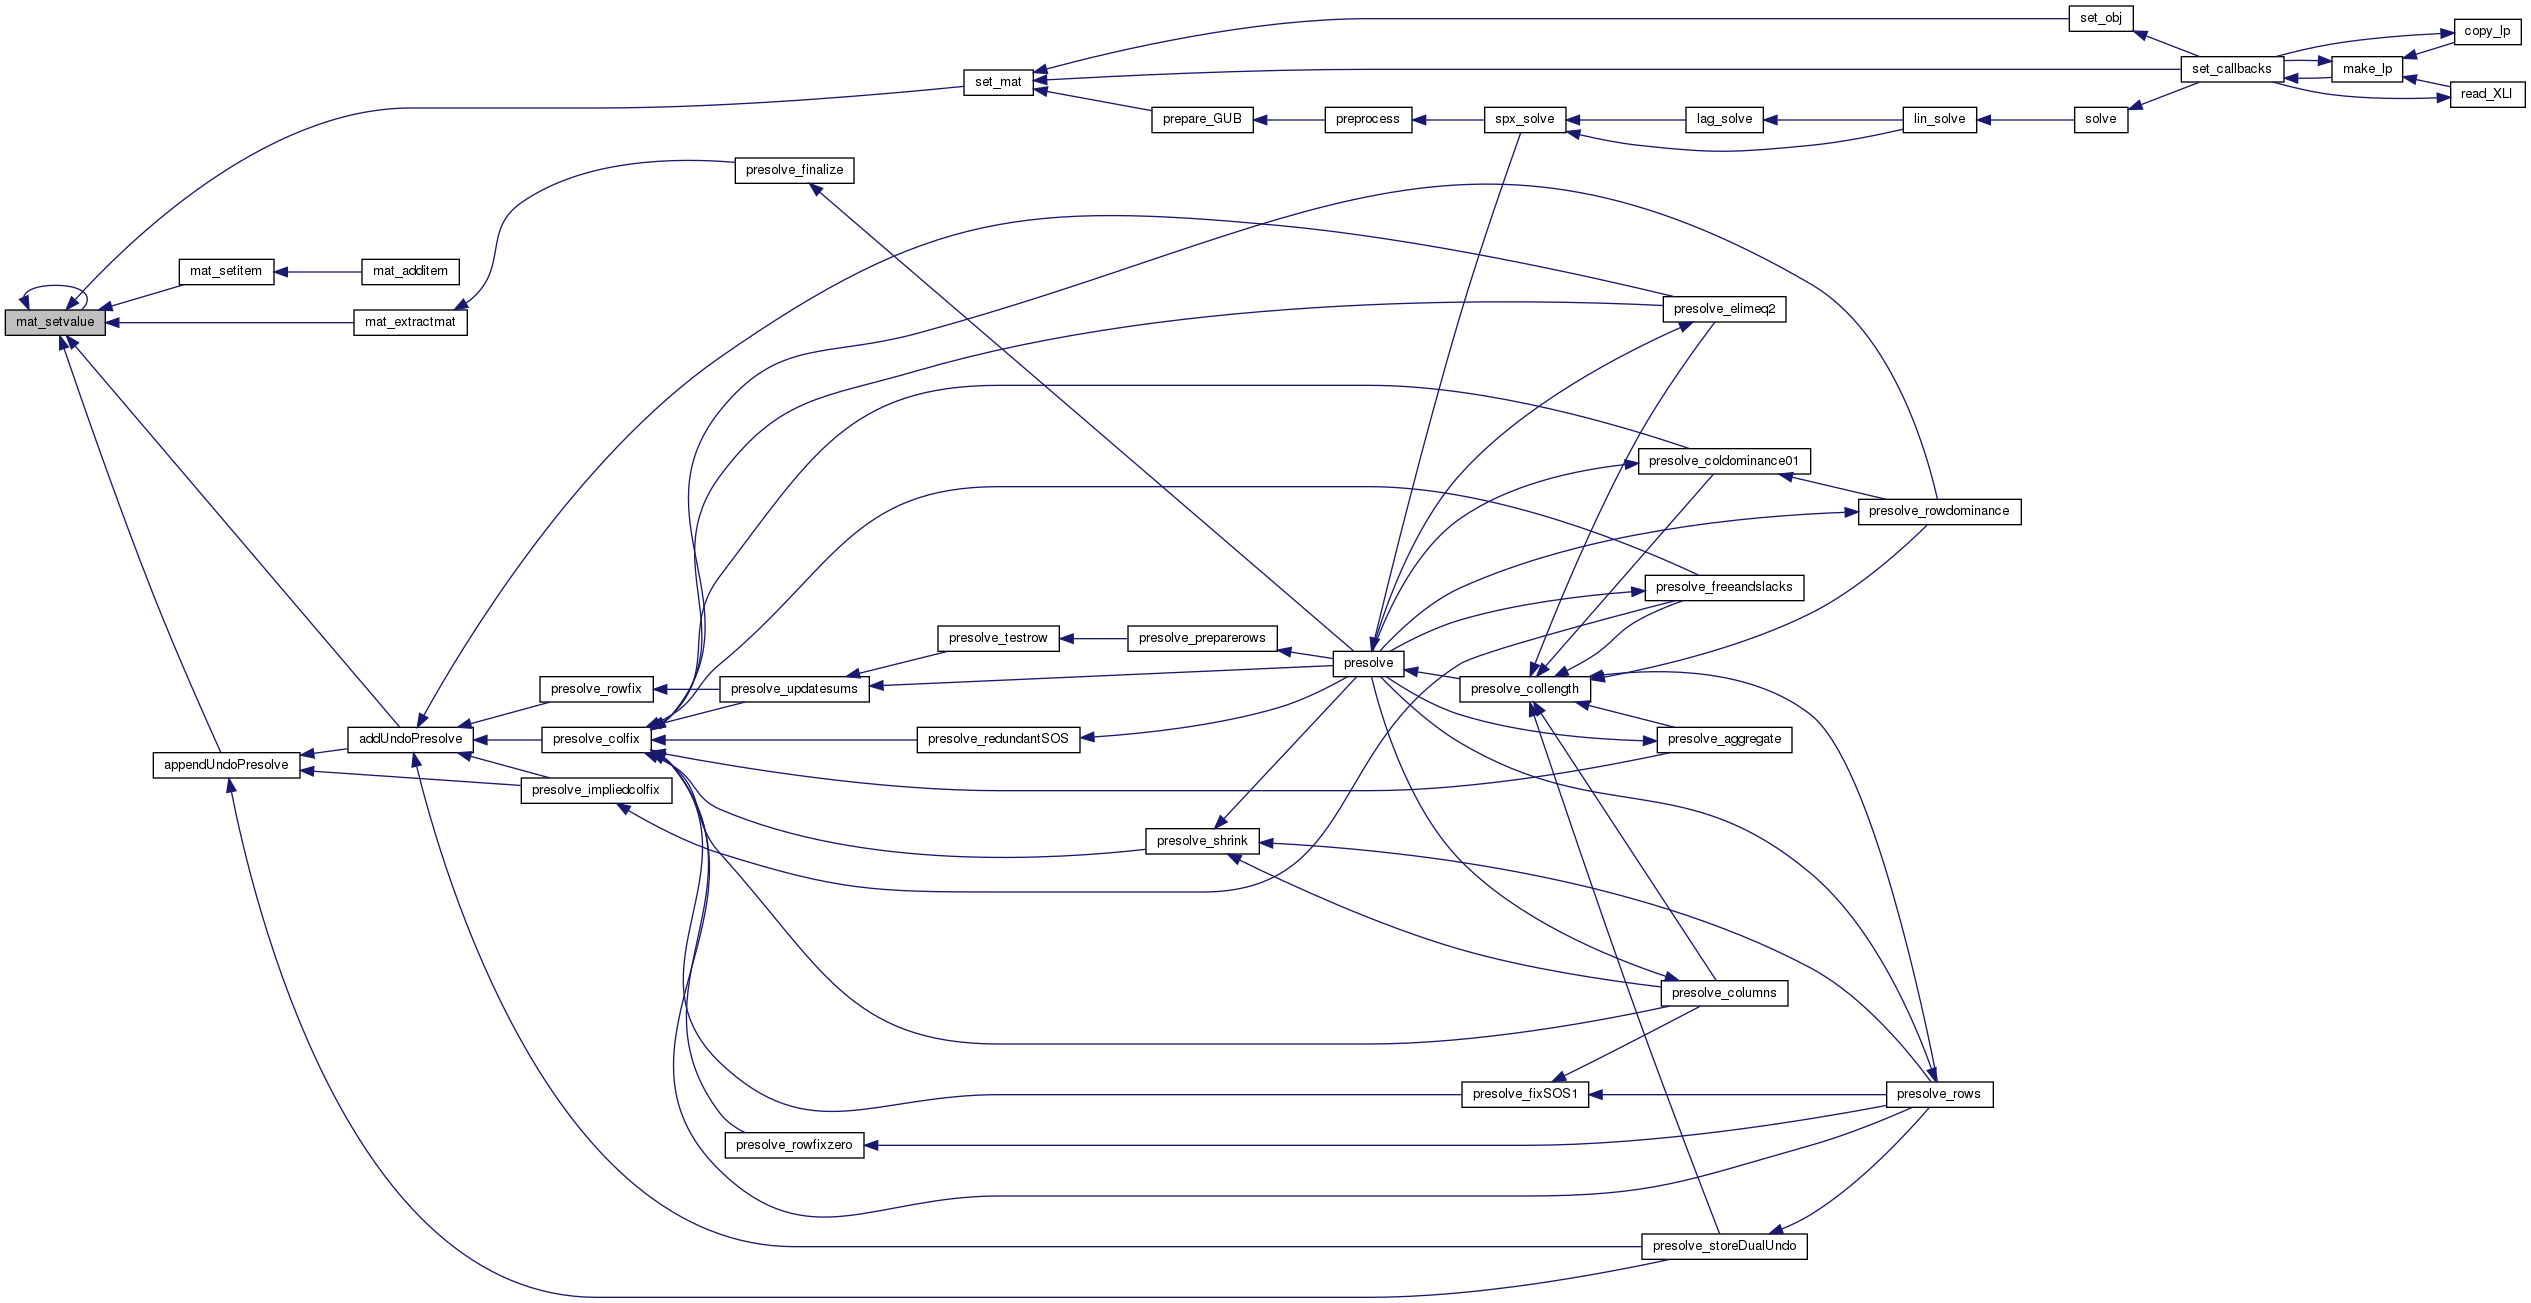 set_obj
copy_lp
set_callbacks
make_lp
set_mat
read_XLI
prepare_GUB
preprocess
spx_solve
lag_solve
lin_solve
solve
presolve_finalize
mat_setitem
mat_additem
mat_setvalue
mat_extractmat
presolve_elimeq2
presolve_coldominance01
presolve_rowdominance
presolve_freeandslacks
presolve_testrow
presolve_preparerows
presolve
presolve_rowfix
presolve_updatesums
presolve_collength
addUndoPresolve
presolve_colfix
presolve_redundantSOS
presolve_aggregate
appendUndoPresolve
presolve_impliedcolfix
presolve_shrink
presolve_columns
presolve_fixSOS1
presolve_rows
presolve_rowfixzero
presolve_storeDualUndo